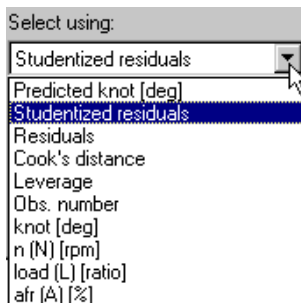 Select using:
Studentized residuals
Predicted knot [deg]
Studentized residuals
Residuals
Cook's distance
Leverage
Obs. number
knot [deg]
n (N) [rpm]
load (L) [ratio]
afr (A) [%]